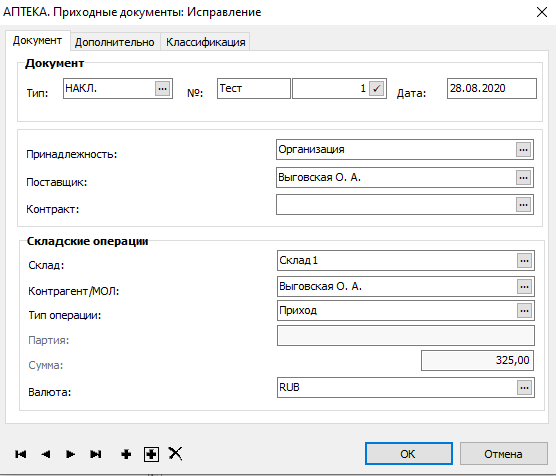 АПТЕКА. Приходные документы: Исправление
Документ Дополнительно Классификация
Документ
Тип: НАКЛ. ... №: Тест 1 ✓ Дата: 28.08.2020
Принадлежность: Организация ...
Поставщик: Выговская О. А. ...
Контракт: ...
Складские операции
Склад: Склад1 ...
Контрагент/МОЛ: Выговская О. А. ...
Тип операции: Приход ...
Партия:
Сумма: 325,00
Валюта: RUB ...
ОК Отмена